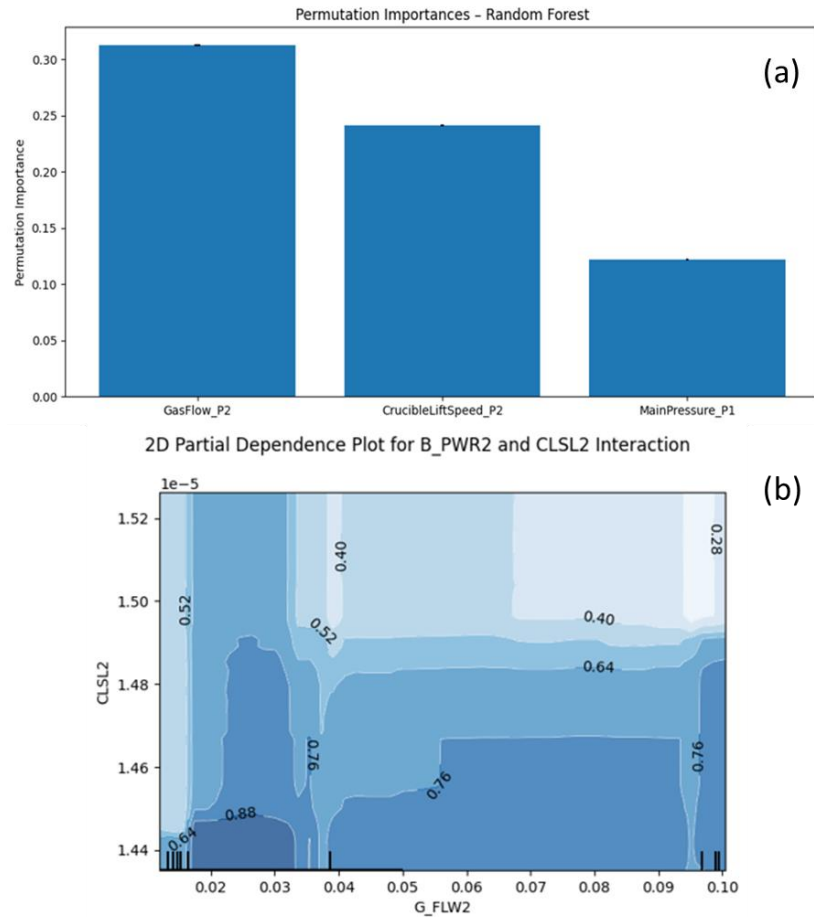 Permutation Importances – Random Forest
(a)
Permutation Importance
0.30
0.25
0.20
0.15
0.10
0.05
0.00
GasFlow_P2 CrucibleLiftSpeed_P2 MainPressure_P1
2D Partial Dependence Plot for B_PWR2 and CLSL2 Interaction
(b)
1e−5
CLSL2
1.52
1.50
1.48
1.46
1.44
0.52
0.40
0.28
0.52
0.40
0.64
0.76
0.76
0.76
0.88
0.64
0.02 0.03 0.04 0.05 0.06 0.07 0.08 0.09 0.10
G_FLW2